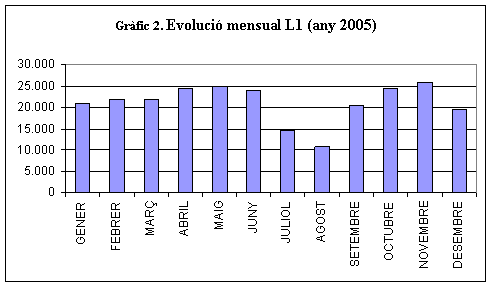 Gràfic 2. Evolució mensual L1 (any 2005)
30.000
25.000
20.000
15.000
10.000
5.000
0
GENER
FEBRER
MARÇ
ABRIL
MAIG
JUNY
JULIOL
AGOST
SETEMBRE
OCTUBRE
NOVEMBRE
DESEMBRE